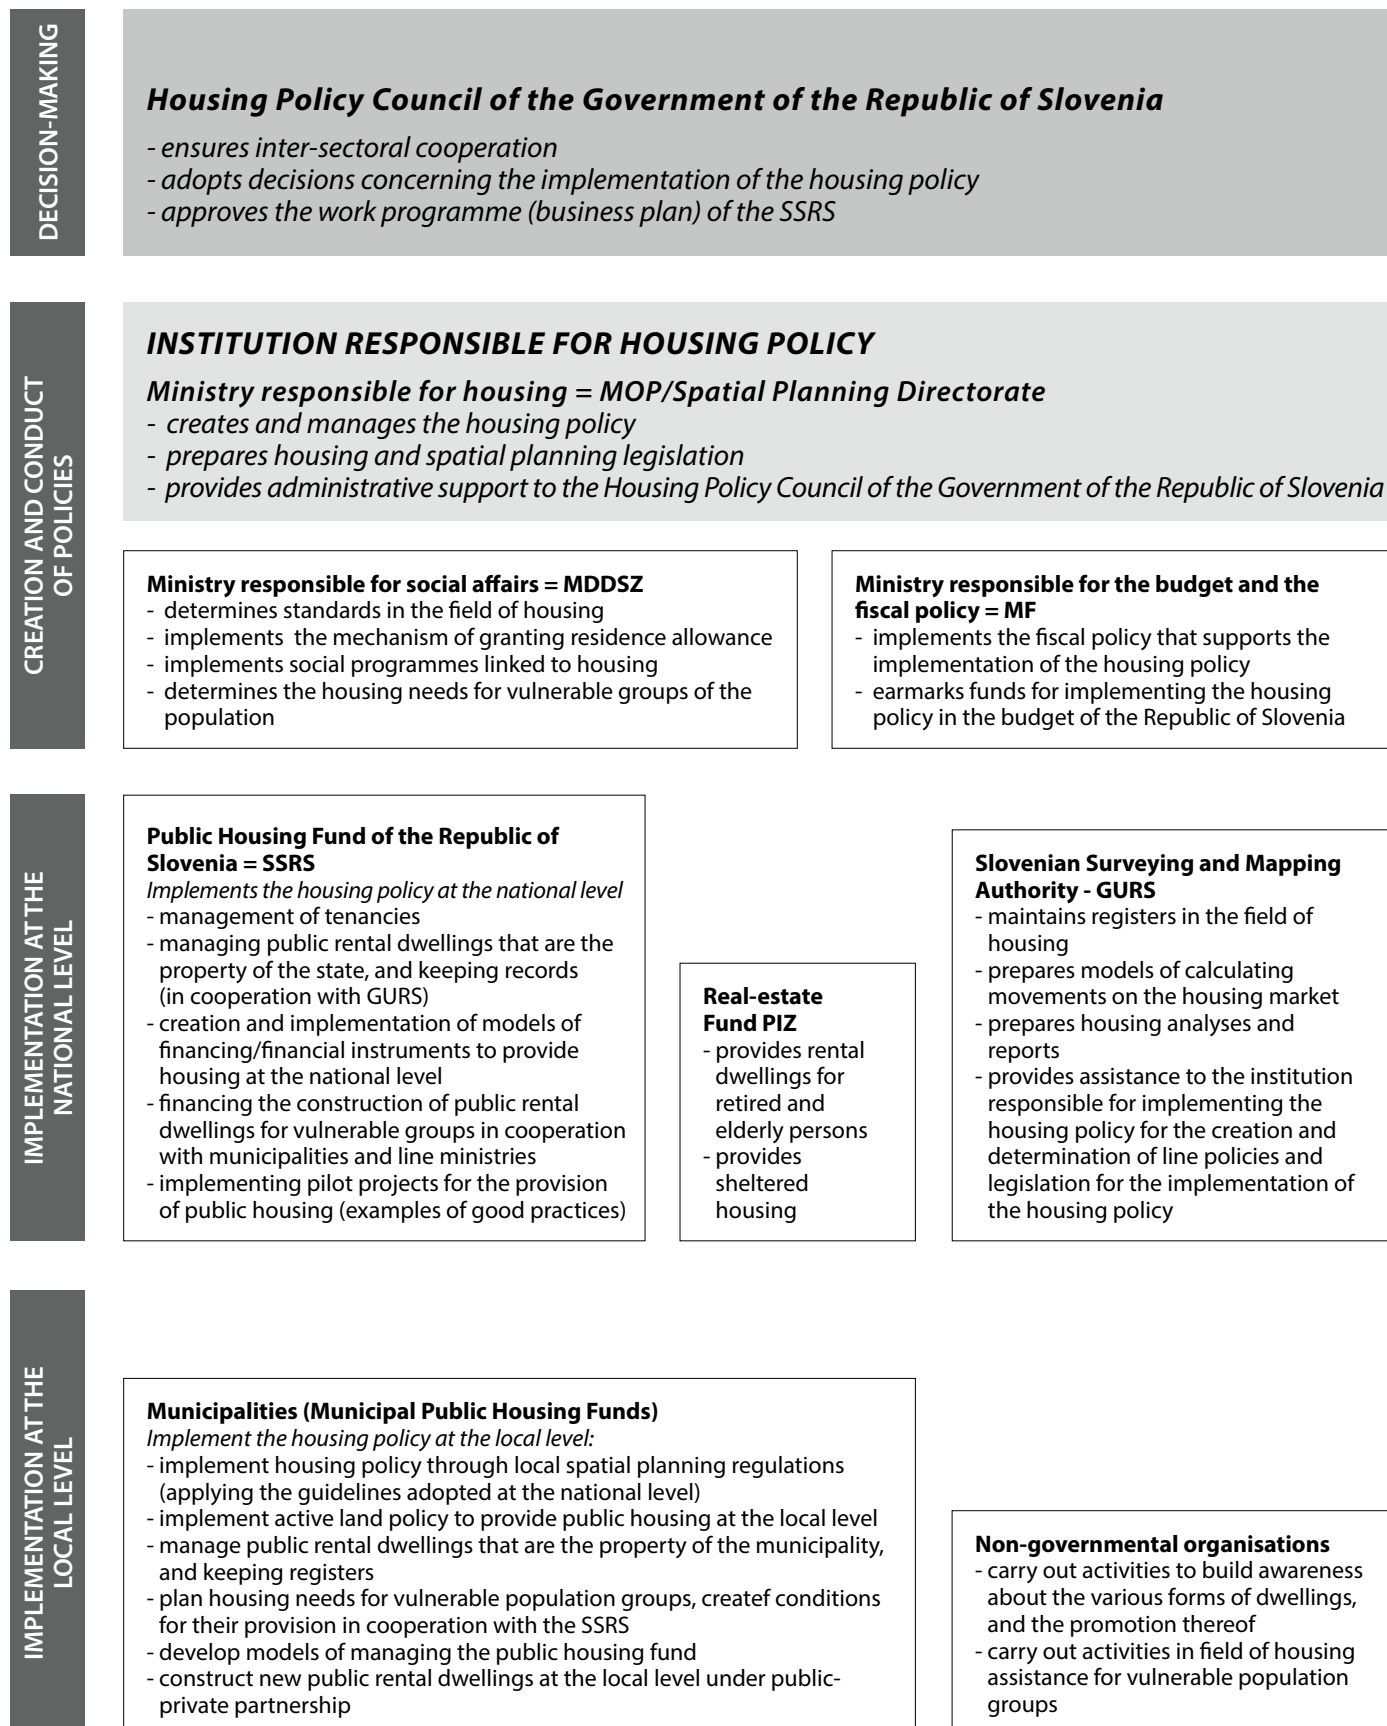 DECISION-MAKING
Housing Policy Council of the Government of the Republic of Slovenia
- ensures inter-sectoral cooperation
- adopts decisions concerning the implementation of the housing policy
- approves the work programme (business plan) of the SSRS
CREATION AND CONDUCT
OF POLICIES
INSTITUTION RESPONSIBLE FOR HOUSING POLICY
Ministry responsible for housing = MOP/Spatial Planning Directorate
- creates and manages the housing policy
- prepares housing and spatial planning legislation
- provides administrative support to the Housing Policy Council of the Government of the Republic of Slovenia
Ministry responsible for social affairs = MDDSZ
- determines standards in the field of housing
- implements the mechanism of granting residence allowance
- implements social programmes linked to housing
- determines the housing needs for vulnerable groups of the
population
Ministry responsible for the budget and the
fiscal policy = MF
- implements the fiscal policy that supports the
implementation of the housing policy
- earmarks funds for implementing the housing
policy in the budget of the Republic of Slovenia
IMPLEMENTATION AT THE
NATIONAL LEVEL
Public Housing Fund of the Republic of
Slovenia = SSRS
Implements the housing policy at the national level
- management of tenancies
- managing public rental dwellings that are the
property of the state, and keeping records
(in cooperation with GURS)
- creation and implementation of models of
financing/financial instruments to provide
housing at the national level
- financing the construction of public rental
dwellings for vulnerable groups in cooperation
with municipalities and line ministries
- implementing pilot projects for the provision
of public housing (examples of good practices)
Real-estate
Fund PIZ
- provides rental
dwellings for
retired and
elderly persons
- provides
sheltered
housing
Slovenian Surveying and Mapping
Authority - GURS
- maintains registers in the field of
housing
- prepares models of calculating
movements on the housing market
- prepares housing analyses and
reports
- provides assistance to the institution
responsible for implementing the
housing policy for the creation and
determination of line policies and
legislation for the implementation of
the housing policy
IMPLEMENTATION AT THE
LOCAL LEVEL
Municipalities (Municipal Public Housing Funds)
Implement the housing policy at the local level:
- implement housing policy through local spatial planning regulations
(applying the guidelines adopted at the national level)
- implement active land policy to provide public housing at the local level
- manage public rental dwellings that are the property of the municipality,
and keeping registers
- plan housing needs for vulnerable population groups, createf conditions
for their provision in cooperation with the SSRS
- develop models of managing the public housing fund
- construct new public rental dwellings at the local level under public-
private partnership
Non-governmental organisations
- carry out activities to build awareness
about the various forms of dwellings,
and the promotion thereof
- carry out activities in field of housing
assistance for vulnerable population
groups